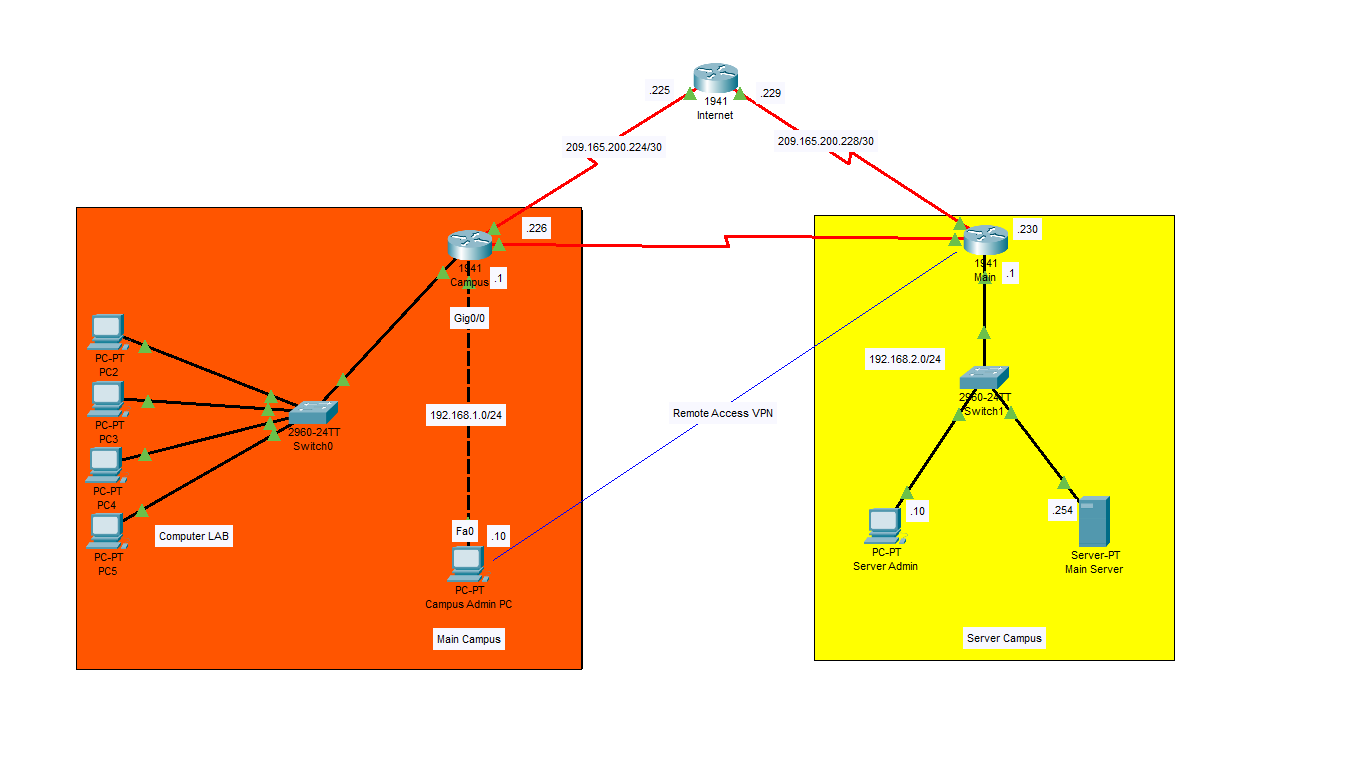 .225
1941
Internet
.229
209.165.200.224/30
209.165.200.228/30
.226
1941
Campus
.1
Gig0/0
192.168.1.0/24
PC-PT
PC2
PC-PT
PC3
PC-PT
PC4
PC-PT
PC5
2960-24TT
Switch0
Computer LAB
Fa0
.10
PC-PT
Campus Admin PC
Main Campus
Remote Access VPN
.230
1941
Main
.1
192.168.2.0/24
2960-24TT
Switch1
.10
PC-PT
Server Admin
.254
Server-PT
Main Server
Server Campus